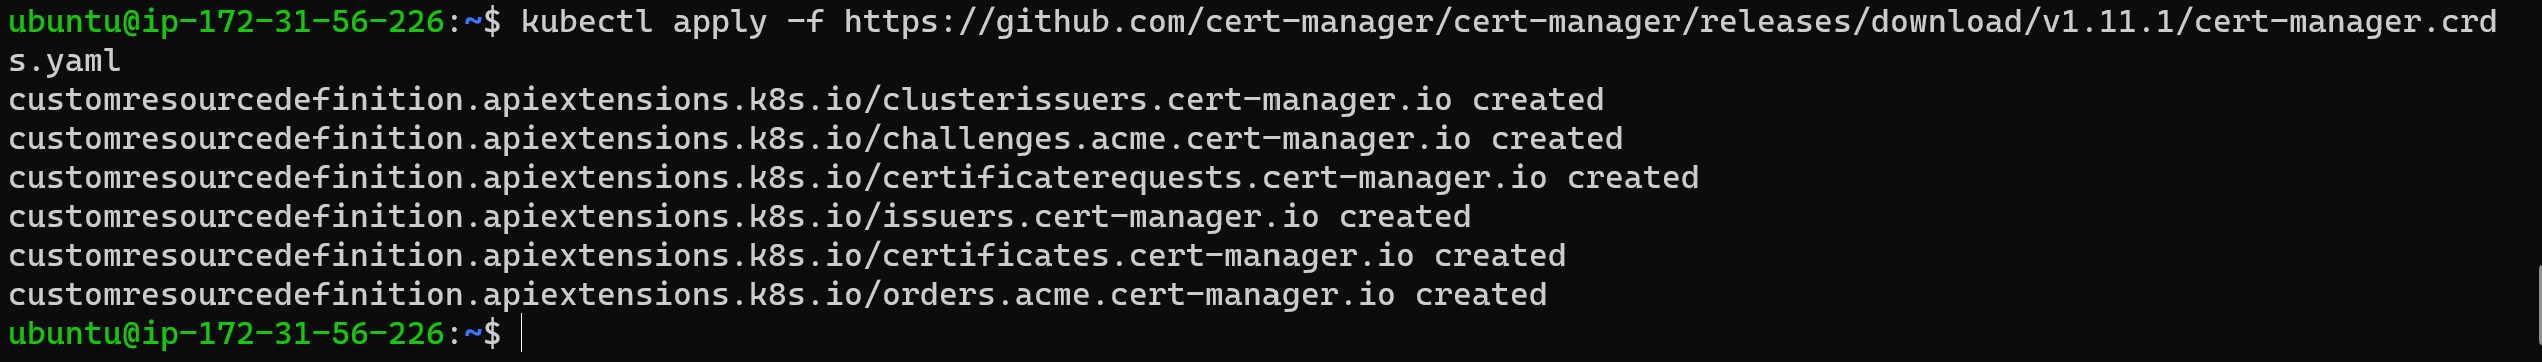 ubuntu@ip-172-31-56-226:~$ kubectl apply -f https://github.com/cert-manager/cert-manager/releases/download/v1.11.1/cert-manager.crd
s.yaml
customresourcedefinition.apiextensions.k8s.io/clusterissuers.cert-manager.io created
customresourcedefinition.apiextensions.k8s.io/challenges.acme.cert-manager.io created
customresourcedefinition.apiextensions.k8s.io/certificaterequests.cert-manager.io created
customresourcedefinition.apiextensions.k8s.io/issuers.cert-manager.io created
customresourcedefinition.apiextensions.k8s.io/certificates.cert-manager.io created
customresourcedefinition.apiextensions.k8s.io/orders.acme.cert-manager.io created
ubuntu@ip-172-31-56-226:~$